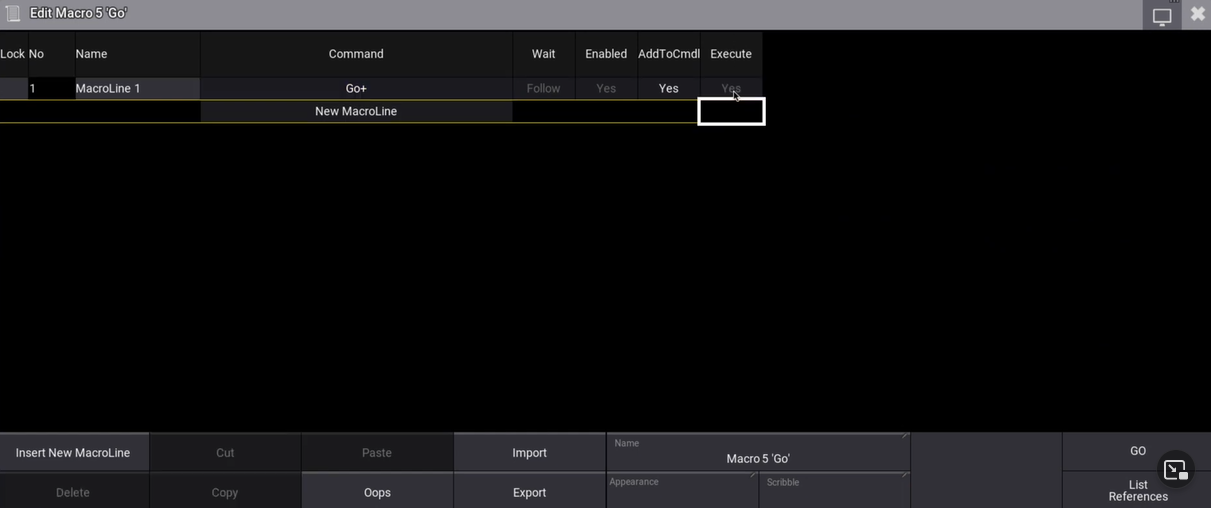 Edit Macro 5 'Go'
Lock No Name Command Wait Enabled AddToCmdl Execute
1 MacroLine 1 Go+ Follow Yes Yes Yes
New MacroLine
Insert New MacroLine Cut Paste Import Name Macro 5 'Go' GO
Delete Copy Oops Export Appearance Scribble List References